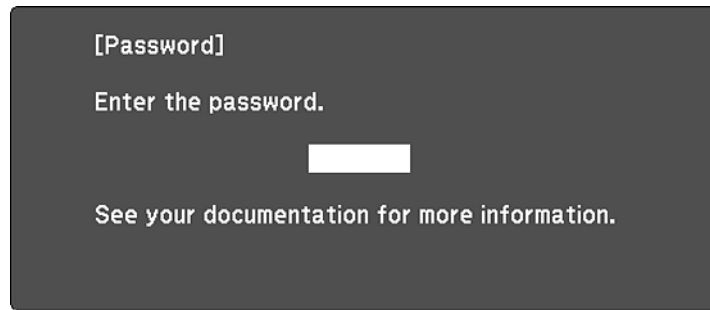 [Password]
Enter the password.
See your documentation for more information.